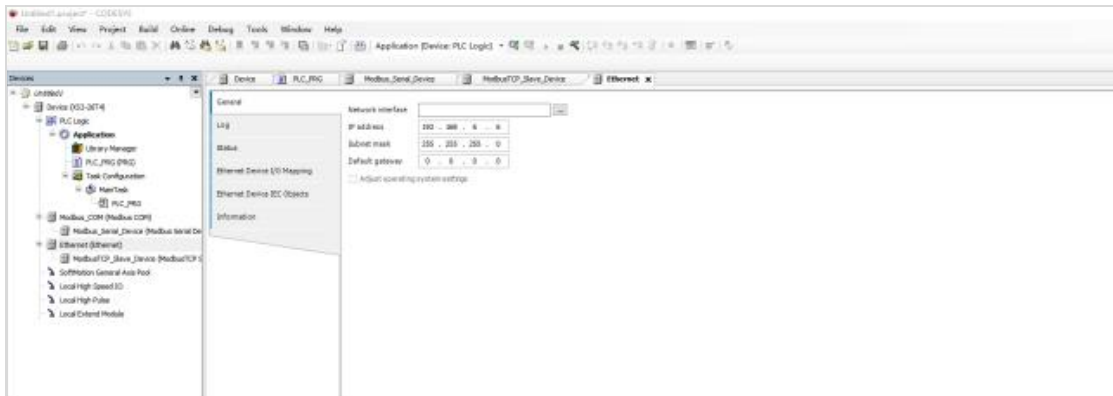 Untitled1.project* - CODESYS
File Edit View Project Build Online Debug Tools Window Help
Application [Device: PLC Logic]
Devices
Device PLC_PRG Modbus_Serial_Device ModbusTCP_Slave_Device Ethernet
Device (XS3-26T4)
PLC Logic
Application
Library Manager
PLC_PRG (PRG)
Task Configuration
MainTask
PLC_PRG
Modbus_COM (Modbus COM)
Modbus_Serial_Device (Modbus Serial De
Ethernet (Ethernet)
ModbusTCP_Slave_Device (ModbusTCP S
SoftMotion General Axis Pool
Local High Speed IO
Local High Pulse
Local Extend Module
General
Log
Status
Ethernet Device I/O Mapping
Ethernet Device IEC Objects
Information
Network interface ...
IP address 192 . 168 . 6 . 6
Subnet mask 255 . 255 . 255 . 0
Default gateway 0 . 0 . 0 . 0
Adjust operating system settings